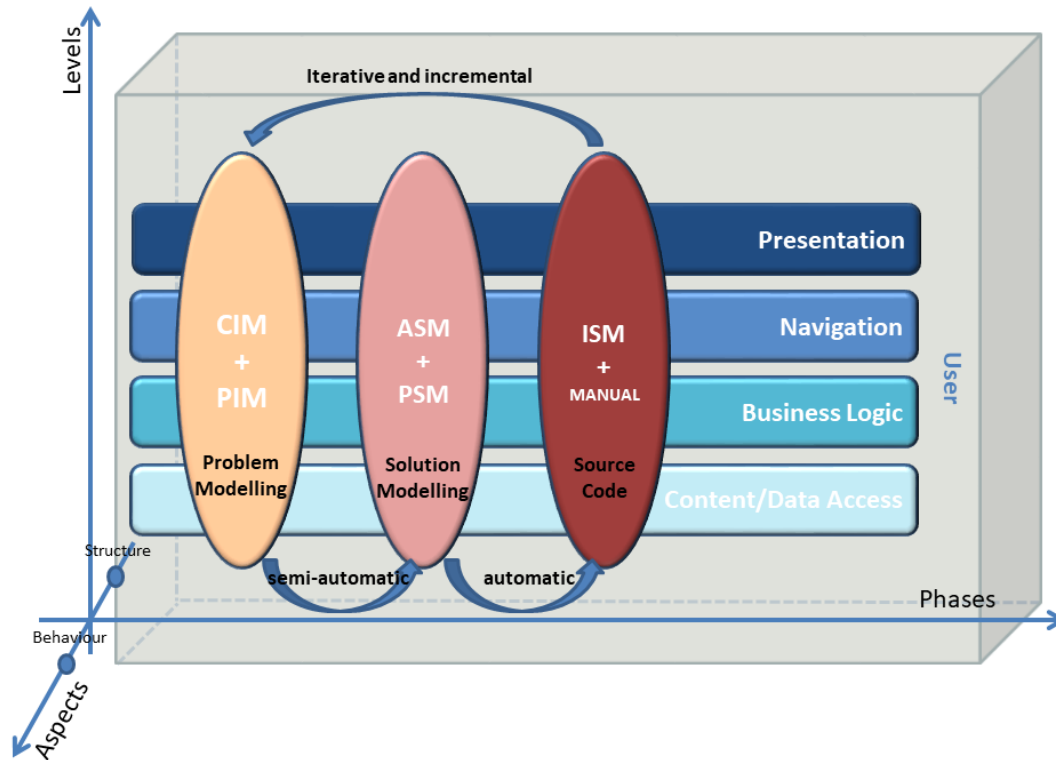 Levels
Iterative and incremental
Presentation
Navigation
Business Logic
Content/Data Access
User
CIM
+
PIM
Problem
Modelling
ASM
+
PSM
Solution
Modelling
ISM
+
MANUAL
Source
Code
semi-automatic
automatic
Structure
Behaviour
Aspects
Phases